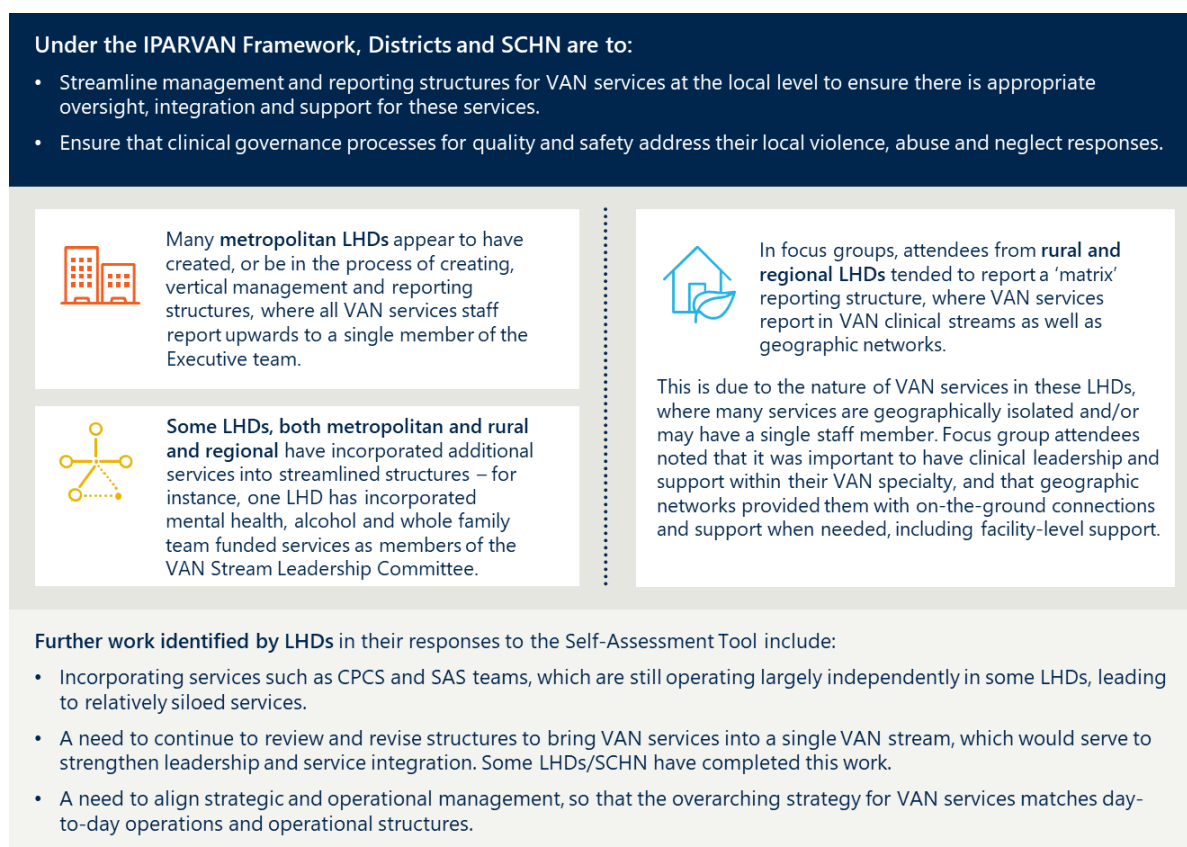 Under the IPARVAN Framework, Districts and SCHN are to:
• Streamline management and reporting structures for VAN services at the local level to ensure there is appropriate
oversight, integration and support for these services.
• Ensure that clinical governance processes for quality and safety address their local violence, abuse and neglect responses.
Many metropolitan LHDs appear to have
created, or be in the process of creating,
vertical management and reporting
structures, where all VAN services staff
report upwards to a single member of the
Executive team.
Some LHDs, both metropolitan and rural
and regional have incorporated additional
services into streamlined structures – for
instance, one LHD has incorporated
mental health, alcohol and whole family
team funded services as members of the
VAN Stream Leadership Committee.
In focus groups, attendees from rural and
regional LHDs tended to report a ‘matrix’
reporting structure, where VAN services
report in VAN clinical streams as well as
geographic networks.
This is due to the nature of VAN services in these LHDs,
where many services are geographically isolated and/or
may have a single staff member. Focus group attendees
noted that it was important to have clinical leadership and
support within their VAN specialty, and that geographic
networks provided them with on-the-ground connections
and support when needed, including facility-level support.
Further work identified by LHDs in their responses to the Self-Assessment Tool include:
• Incorporating services such as CPCS and SAS teams, which are still operating largely independently in some LHDs, leading
to relatively siloed services.
• A need to continue to review and revise structures to bring VAN services into a single VAN stream, which would serve to
strengthen leadership and service integration. Some LHDs/SCHN have completed this work.
• A need to align strategic and operational management, so that the overarching strategy for VAN services matches day-
to-day operations and operational structures.